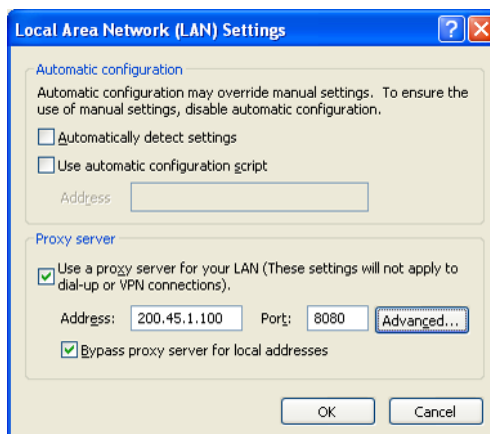 Local Area Network (LAN) Settings
Automatic configuration
Automatic configuration may override manual settings. To ensure the
use of manual settings, disable automatic configuration.
Automatically detect settings
Use automatic configuration script
Address
Proxy server
Use a proxy server for your LAN (These settings will not apply to
dial-up or VPN connections).
Address: 200.45.1.100 Port: 8080 Advanced...
Bypass proxy server for local addresses
OK Cancel